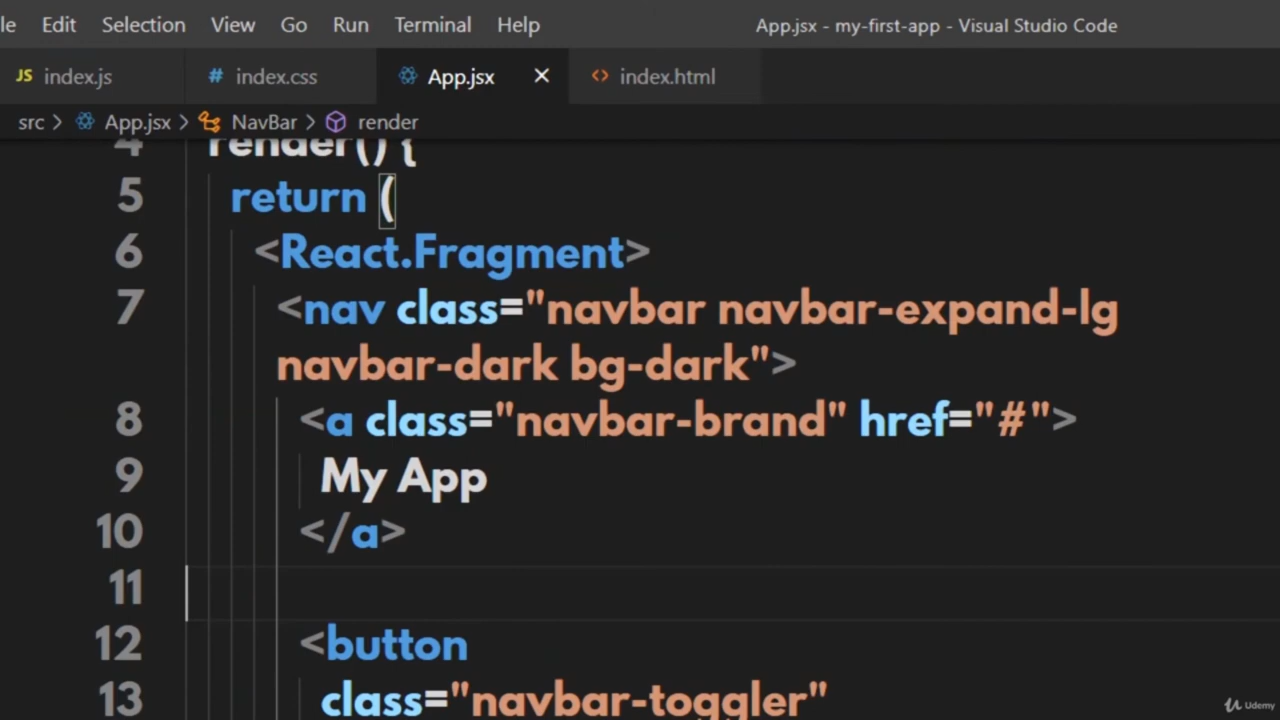 le Edit Selection View Go Run Terminal Help App.jsx - my-first-app - Visual Studio Code
JS index.js # index.css App.jsx × <> index.html
src > App.jsx > NavBar > render
4 render() {
5 return (
6 <React.Fragment>
7 <nav class="navbar navbar-expand-lg
navbar-dark bg-dark">
8 <a class="navbar-brand" href="#">
9 My App
10 </a>
11
12 <button
13 class="navbar-toggler"
Udemy